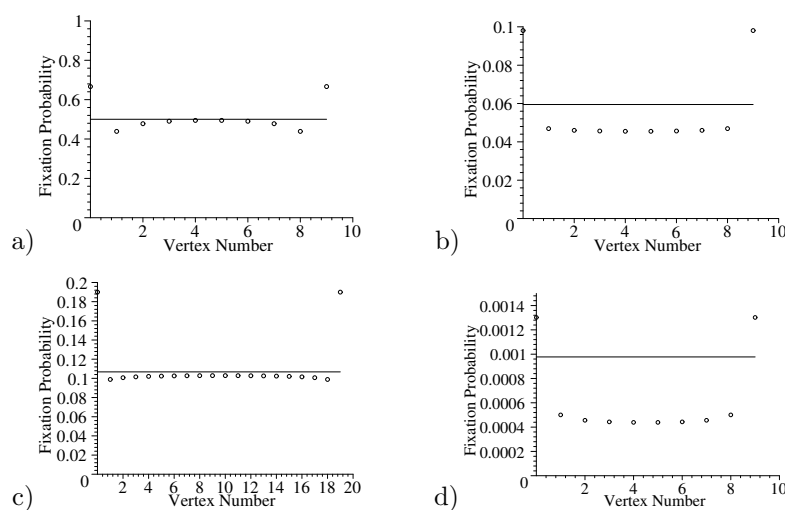 1
0.8
0.6
0.4
0.2
0
2 4 6 8 10
Fixation Probability
Vertex Number
a)
0.1
0.08
0.06
0.04
0.02
0
2 4 6 8 10
Fixation Probability
Vertex Number
b)
0.2
0.18
0.16
0.14
0.12
0.1
0.08
0.06
0.04
0.02
0
2 4 6 8 10 12 14 16 18 20
Fixation Probability
Vertex Number
c)
0.0014
0.0012
0.001
0.0008
0.0006
0.0004
0.0002
0
2 4 6 8 10
Fixation Probability
Vertex Number
d)